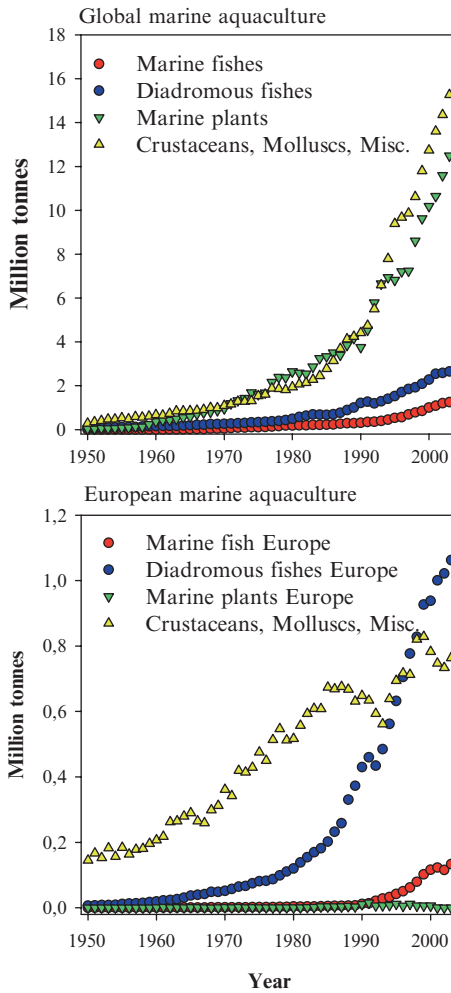 Global marine aquaculture
18
16
14
12
10
8
6
4
2
0
Million tonnes
Marine fishes
Diadromous fishes
Marine plants
Crustaceans, Molluscs, Misc.
1950 1960 1970 1980 1990 2000
European marine aquaculture
1,2
1,0
0,8
0,6
0,4
0,2
0,0
Million tonnes
Marine fish Europe
Diadromous fishes Europe
Marine plants Europe
Crustaceans, Molluscs, Misc.
1950 1960 1970 1980 1990 2000
Year